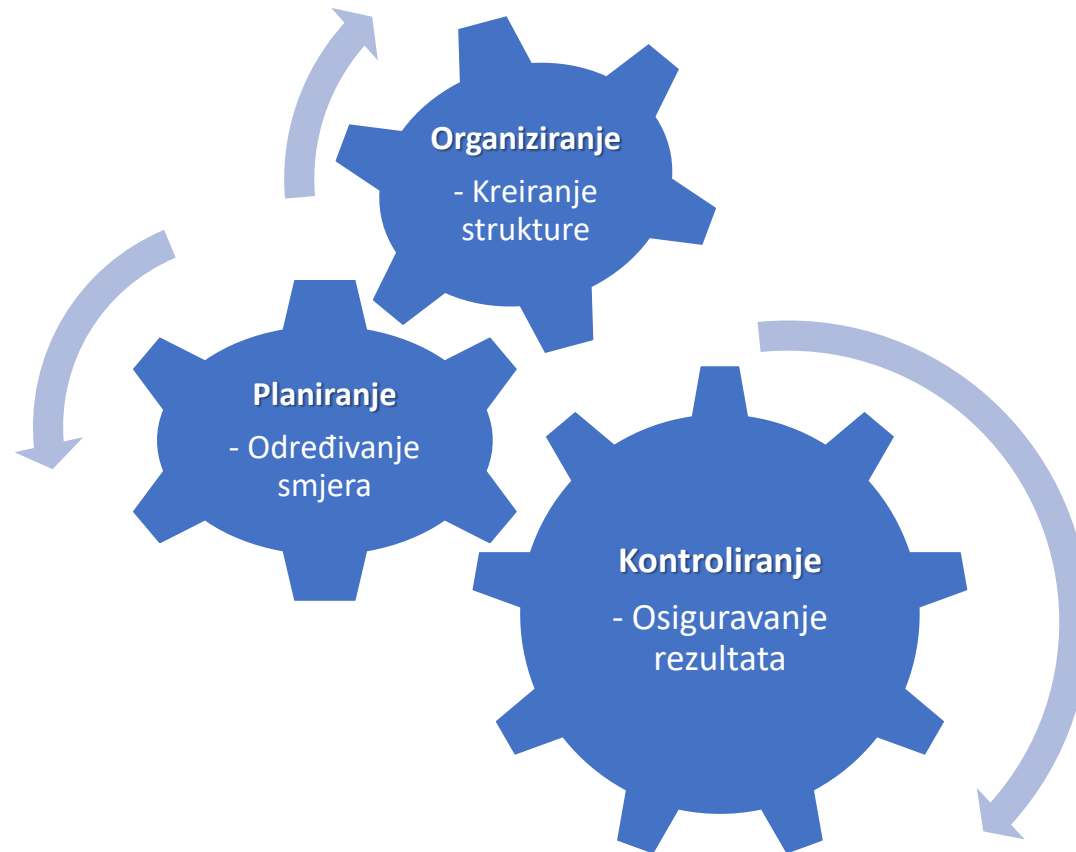 Organiziranje
- Kreiranje
strukture
Planiranje
- Određivanje
smjera
Kontroliranje
- Osiguravanje
rezultata